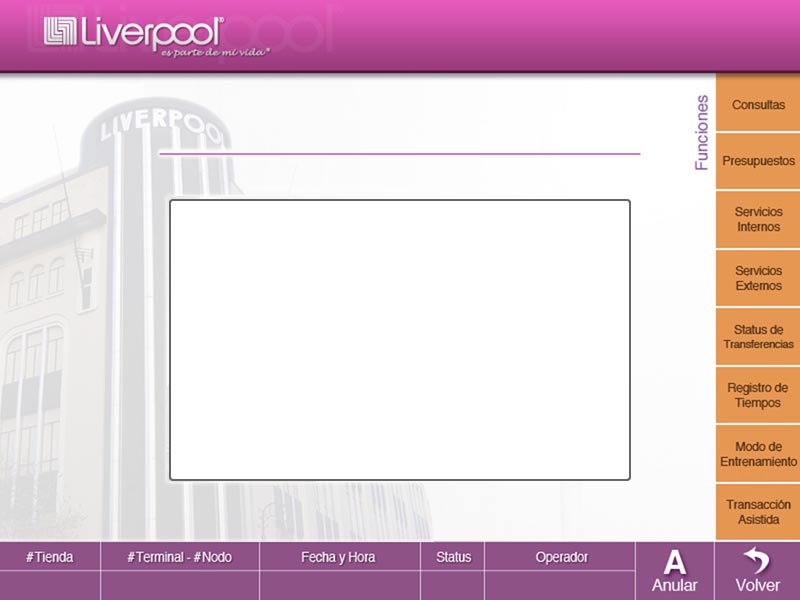 Liverpool®
es parte de mi vida®
LIVERPOOL
Funciones
Consultas
Presupuestos
Servicios
Internos
Servicios
Externos
Status de
Transferencias
Registro de
Tiempos
Modo de
Entrenamiento
Transacción
Asistida
#Tienda
#Terminal - #Nodo
Fecha y Hora
Status
Operador
A
Anular
Volver